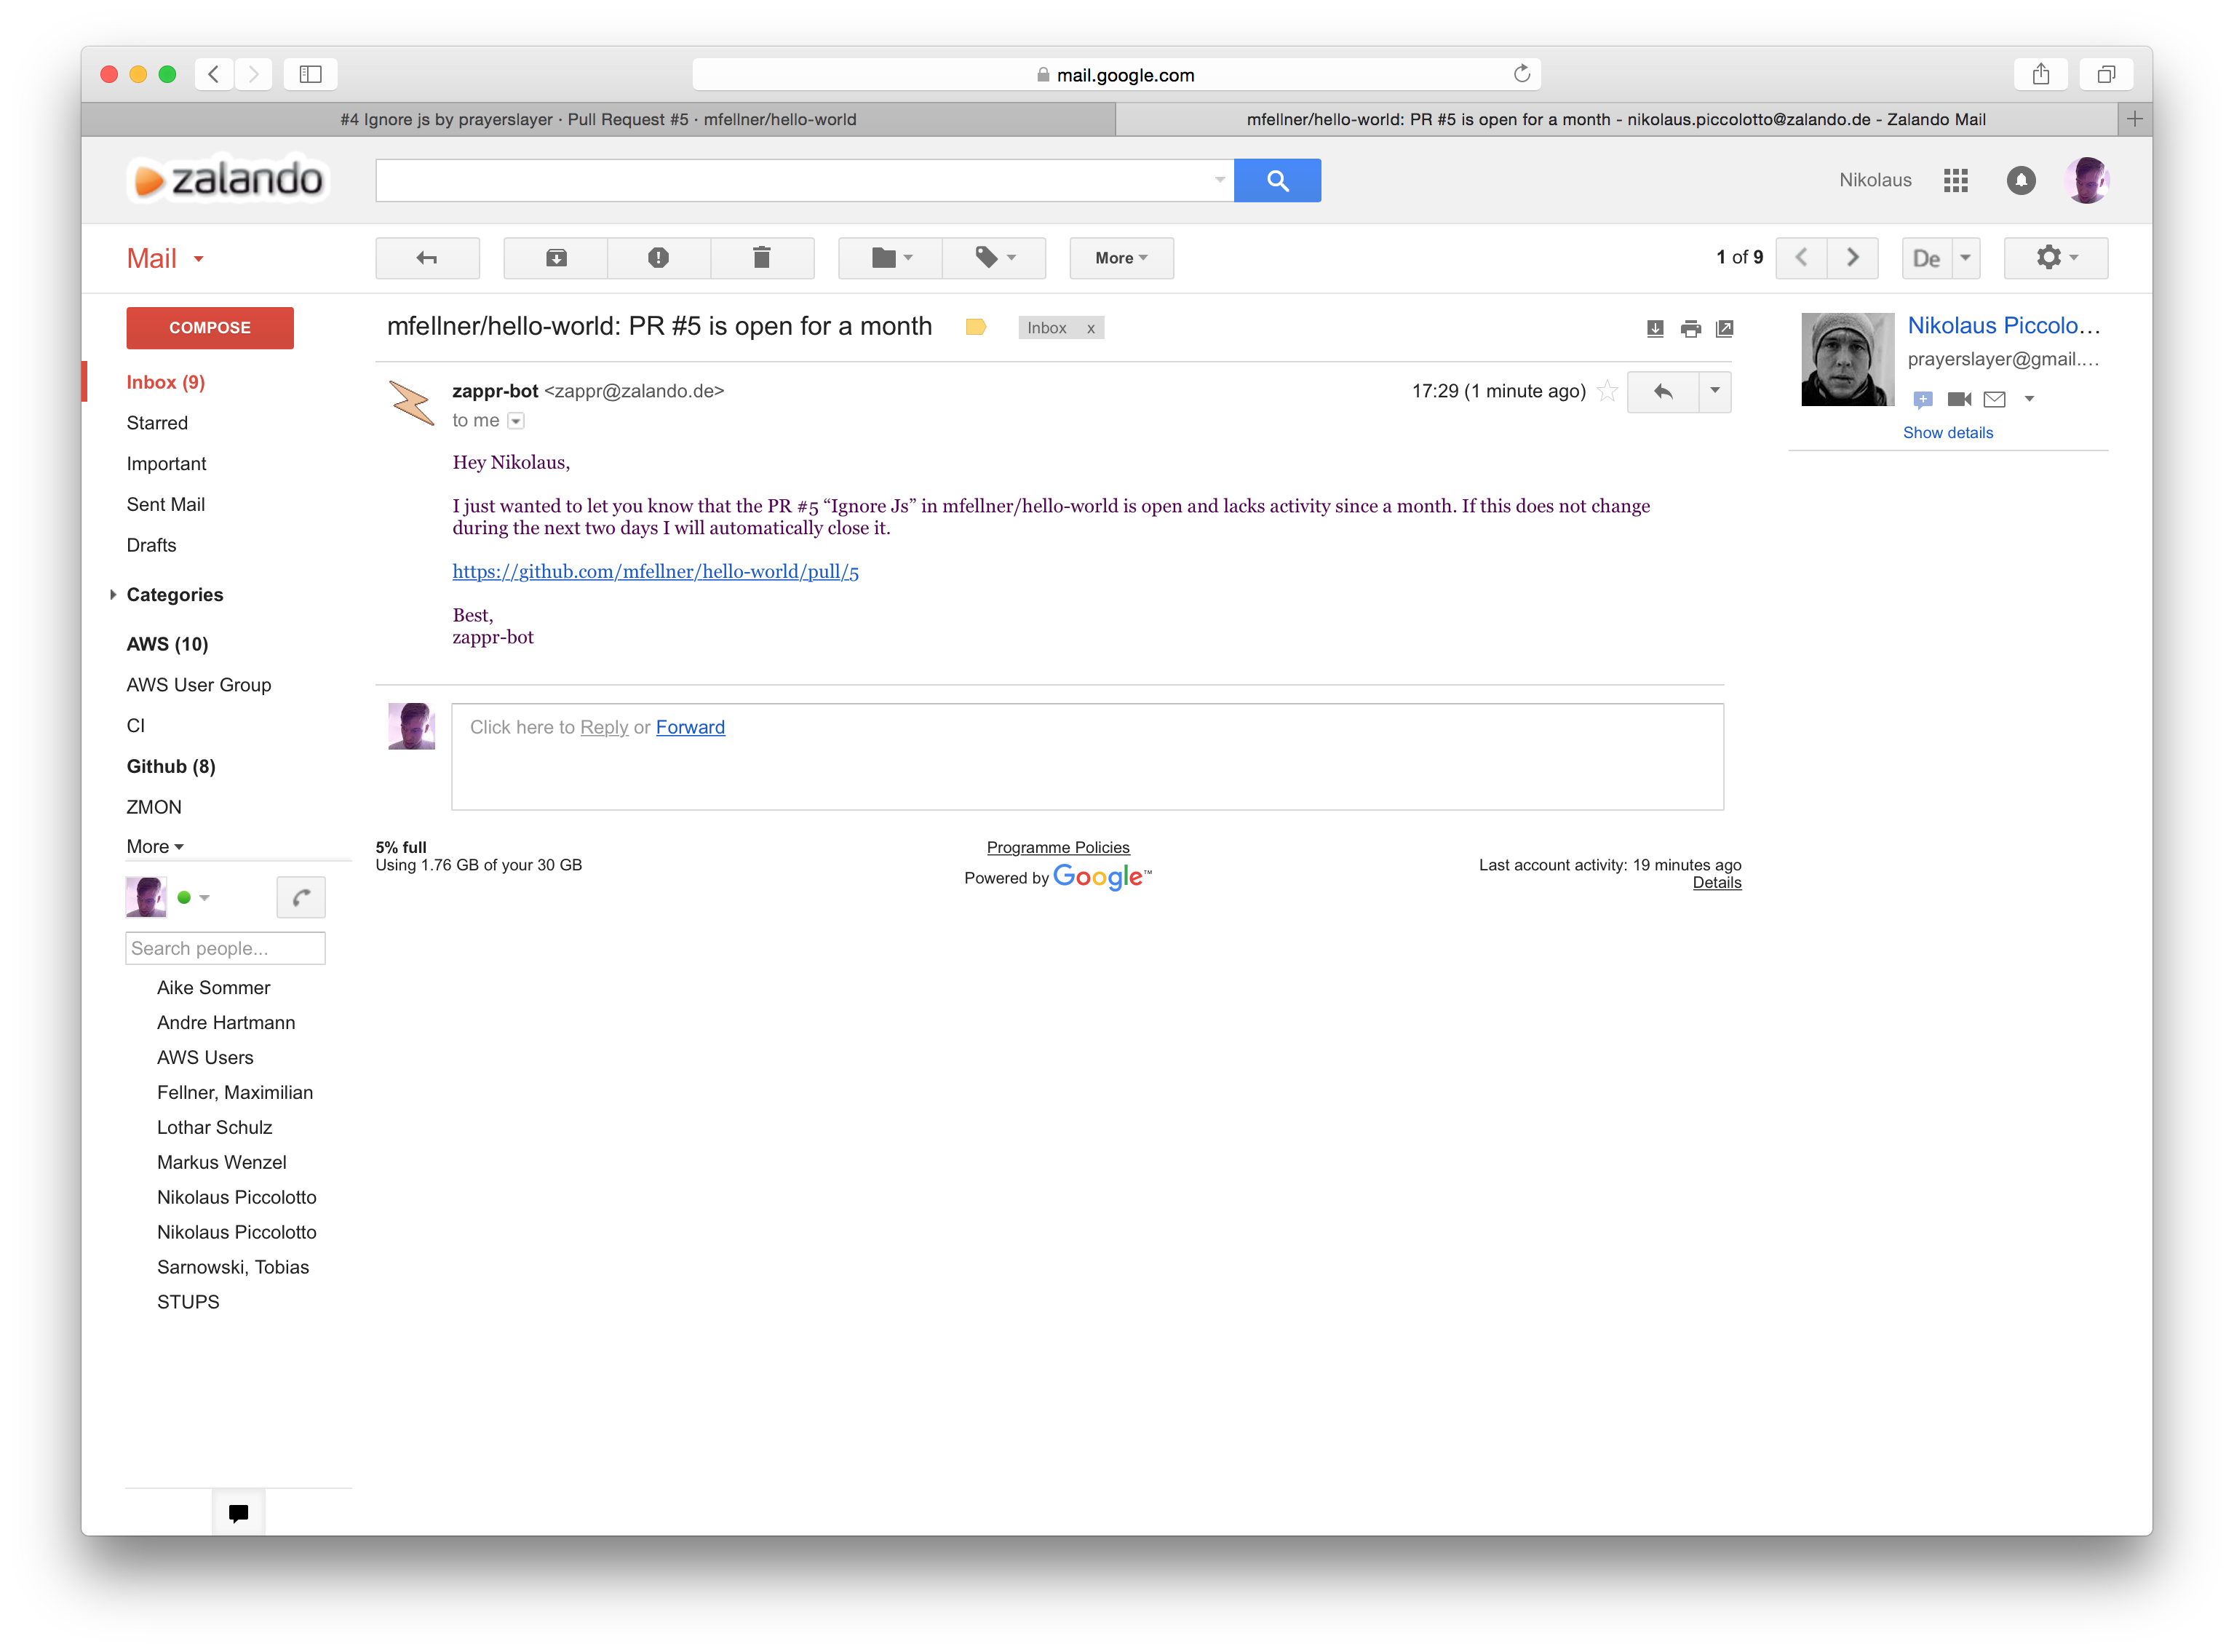 mail.google.com
#4 Ignore js by prayerslayer · Pull Request #5 · mfellner/hello-world
mfellner/hello-world: PR #5 is open for a month - nikolaus.piccolotto@zalando.de - Zalando Mail
zalando
Nikolaus
Mail
More
1 of 9
De
COMPOSE
mfellner/hello-world: PR #5 is open for a month
Inbox x
Nikolaus Piccolo…
prayerslayer@gmail.…
Show details
Inbox (9)
Starred
Important
Sent Mail
Drafts
Categories
AWS (10)
AWS User Group
CI
Github (8)
ZMON
More
zappr-bot <zappr@zalando.de>
17:29 (1 minute ago)
to me
Hey Nikolaus,
I just wanted to let you know that the PR #5 “Ignore Js” in mfellner/hello-world is open and lacks activity since a month. If this does not change
during the next two days I will automatically close it.
https://github.com/mfellner/hello-world/pull/5
Best,
zappr-bot
Click here to Reply or Forward
5% full
Using 1.76 GB of your 30 GB
Programme Policies
Powered by Google™
Last account activity: 19 minutes ago
Details
Search people...
Aike Sommer
Andre Hartmann
AWS Users
Fellner, Maximilian
Lothar Schulz
Markus Wenzel
Nikolaus Piccolotto
Nikolaus Piccolotto
Sarnowski, Tobias
STUPS